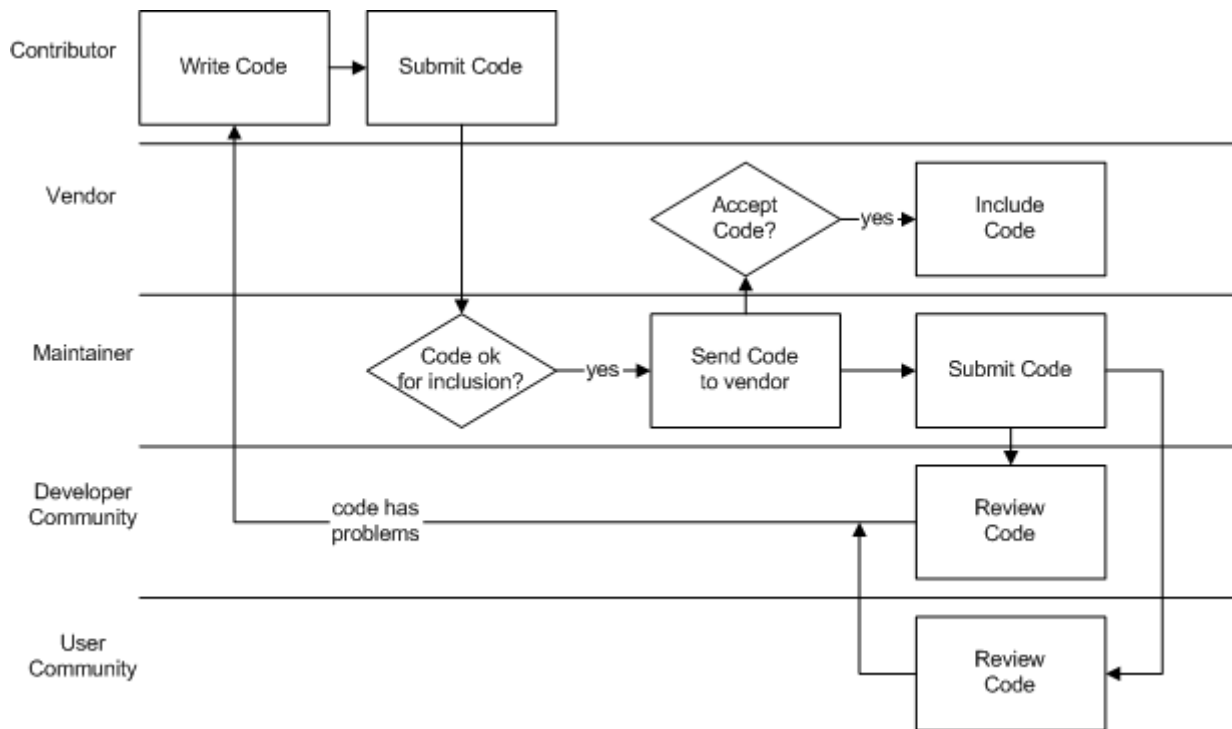 Contributor
Write Code
Submit Code
Vendor
Accept
Code?
yes
Include
Code
Maintainer
Code ok
for inclusion?
yes
Send Code
to vendor
Submit Code
Developer
Community
code has
problems
Review
Code
User
Community
Review
Code